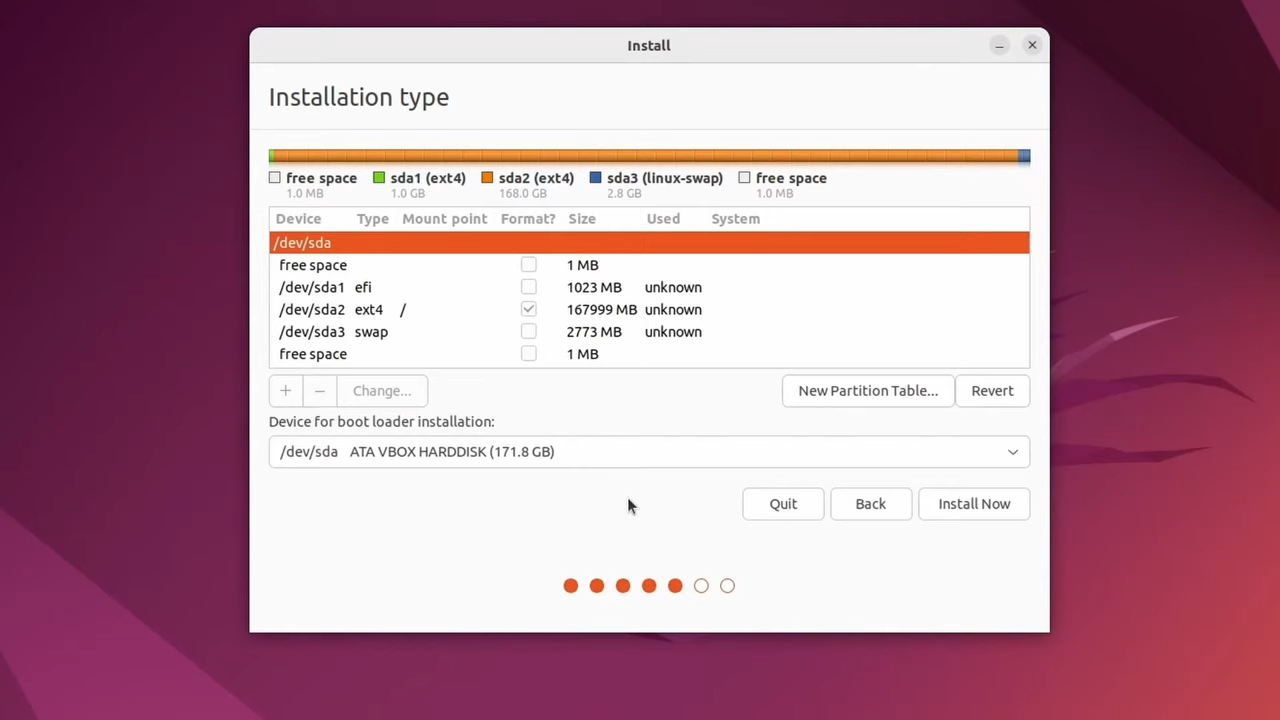 Install
Installation type
free space sda1 (ext4) sda2 (ext4) sda3 (linux-swap) free space
1.0 MB 1.0 GB 168.0 GB 2.8 GB 1.0 MB
Device Type Mount point Format? Size Used System
/dev/sda
free space 1 MB
/dev/sda1 efi 1023 MB unknown
/dev/sda2 ext4 / 167999 MB unknown
/dev/sda3 swap 2773 MB unknown
free space 1 MB
+ − Change... New Partition Table... Revert
Device for boot loader installation:
/dev/sda ATA VBOX HARDDISK (171.8 GB)
Quit Back Install Now